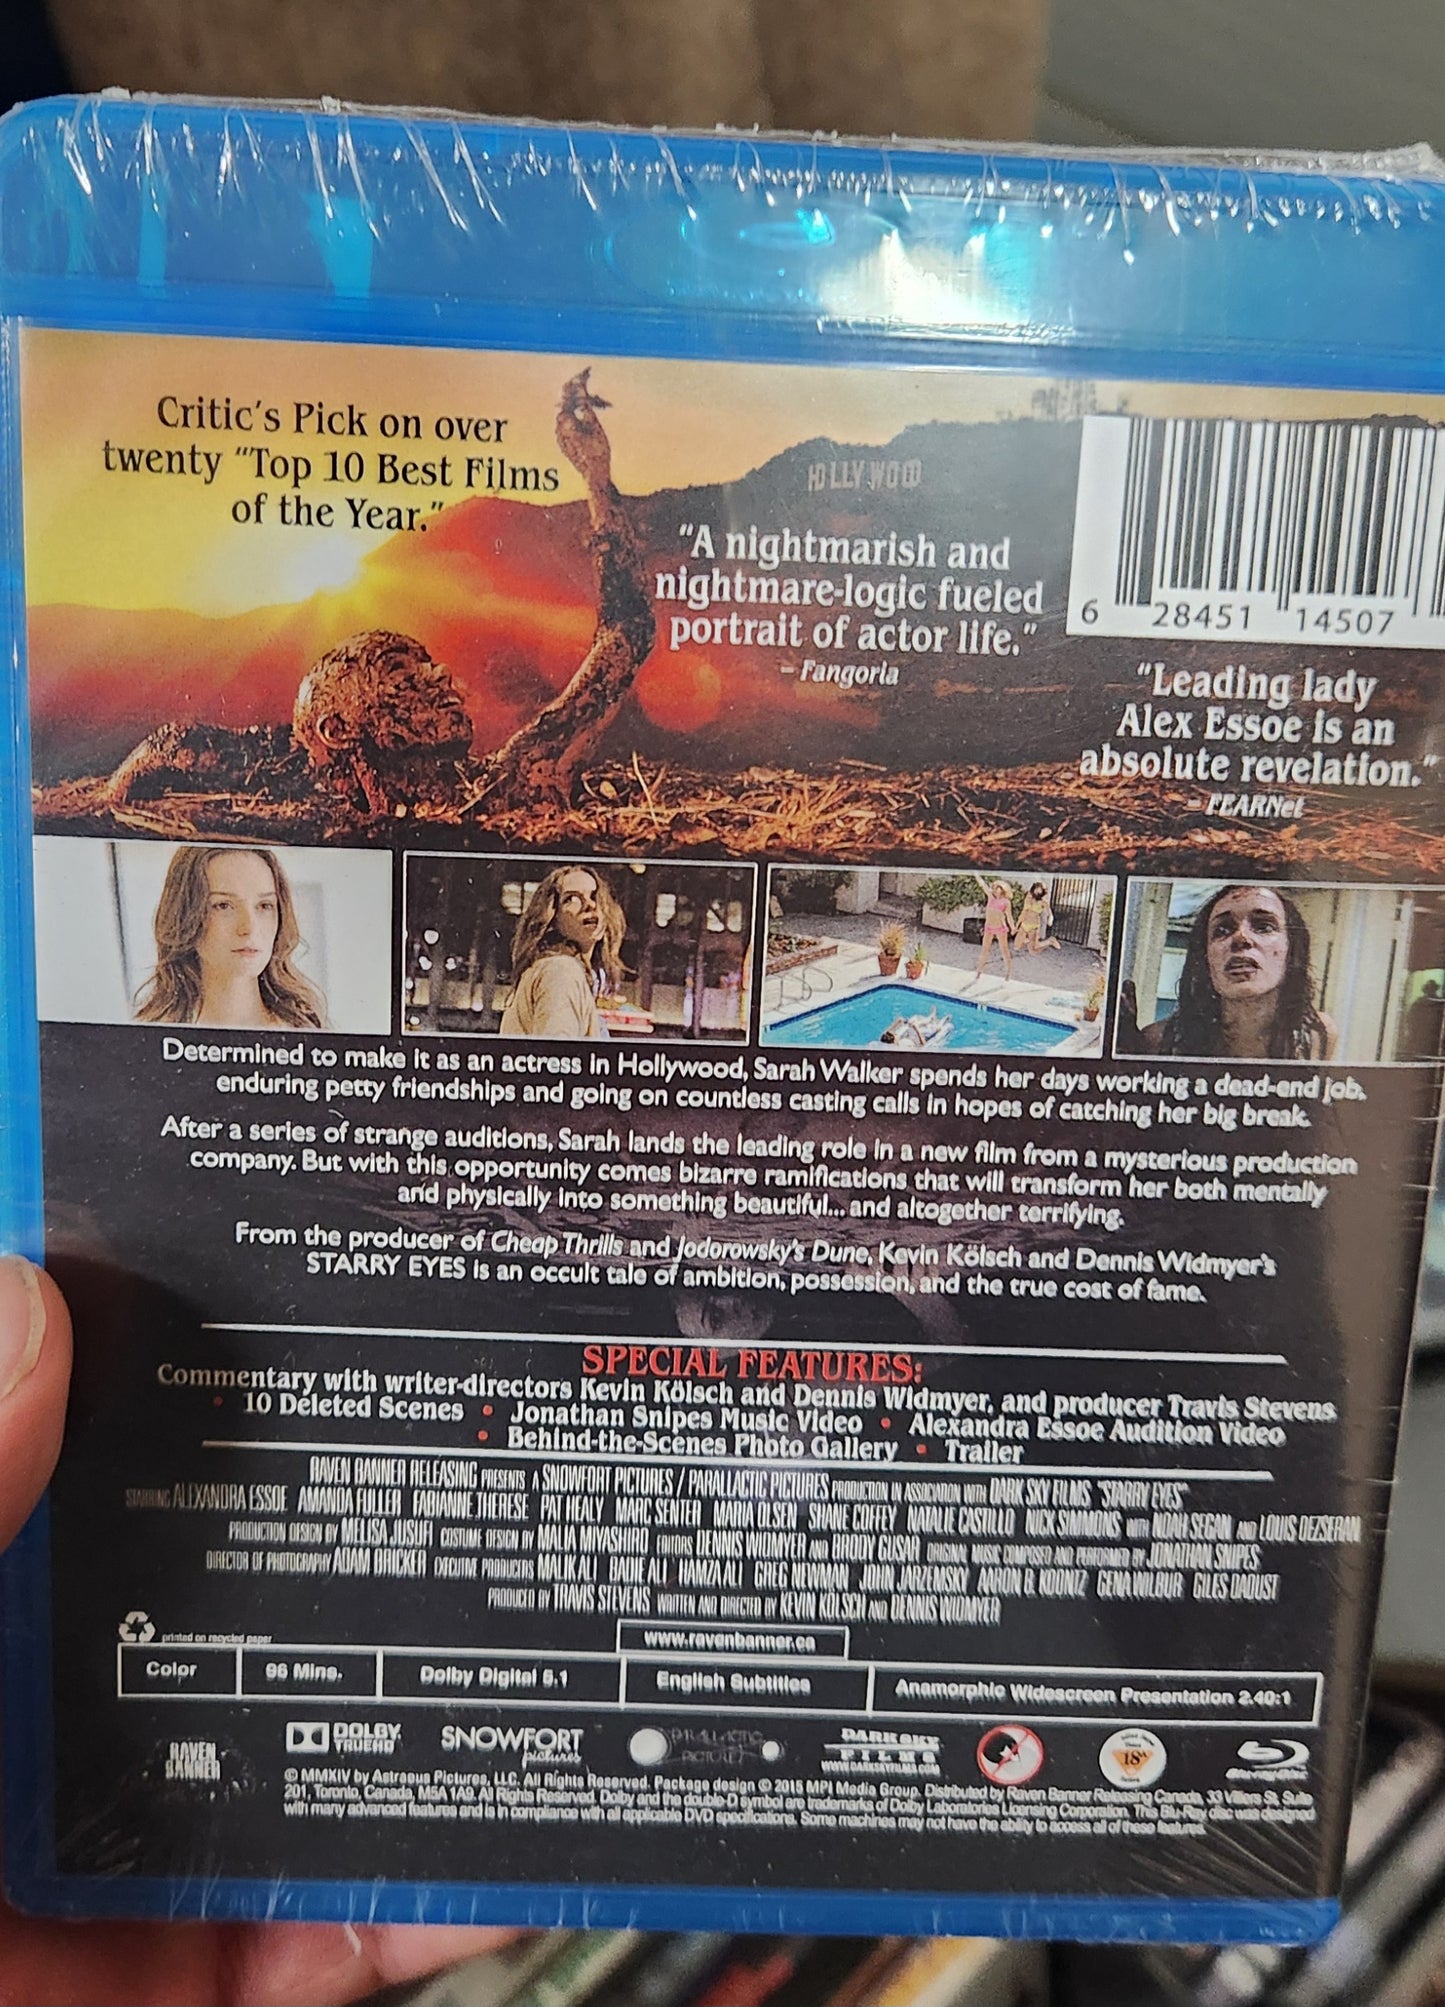 Critic's Pick on over
twenty "Top 10 Best Films
of the Year."
HOLLYWOOD
"A nightmarish and
nightmare-logic fueled
portrait of actor life."
- Fangoria
6 28451 14507
"Leading lady
Alex Essoe is an
absolute revelation."
- FEARNet
Determined to make it as an actress in Hollywood, Sarah Walker spends her days working a dead-end job,
enduring petty friendships and going on countless casting calls in hopes of catching her big break.
After a series of strange auditions, Sarah lands the leading role in a new film from a mysterious production
company. But with this opportunity comes bizarre ramifications that will transform her both mentally
and physically into something beautiful... and altogether terrifying.
From the producer of Cheap Thrills and Jodorowsky's Dune, Kevin Kölsch and Dennis Widmyer's
STARRY EYES is an occult tale of ambition, possession, and the true cost of fame.
SPECIAL FEATURES:
Commentary with writer-directors Kevin Kölsch and Dennis Widmyer, and producer Travis Stevens
• 10 Deleted Scenes • Jonathan Snipes Music Video • Alexandra Essoe Audition Video
• Behind-the-Scenes Photo Gallery • Trailer
RAVEN BANNER RELEASING PRESENTS A SNOWFORT PICTURES / PARALLACTIC PICTURES PRODUCTION IN ASSOCIATION WITH DARK SKY FILMS "STARRY EYES"
STARRING ALEXANDRA ESSOE AMANDA FULLER FABIANNE THERESE PAT HEALY MARC SENTER MARIA OLSEN SHANE COFFEY NATALIE CASTILLO NICK SIMMONS WITH NOAH SEGAN AND LOUIS DEZSERAN
PRODUCTION DESIGN BY MELISA JUSUFI COSTUME DESIGN BY MALIA MIYASHIRO EDITORS DENNIS WIDMYER AND BRODY GUSAR ORIGINAL MUSIC COMPOSED AND PERFORMED BY JONATHAN SNIPES
DIRECTOR OF PHOTOGRAPHY ADAM BRICKER EXECUTIVE PRODUCERS MALIK ALI BADIE ALI HAMZA ALI GREG NEWMAN JOHN JARZEMSKY AARON B. KOONTZ GENA WILBUR GILES DAOUST
PRODUCED BY TRAVIS STEVENS WRITTEN AND DIRECTED BY KEVIN KÖLSCH AND DENNIS WIDMYER
printed on recycled paper
www.ravenbanner.ca
Color 96 Mins. Dolby Digital 5.1 English Subtitles Anamorphic Widescreen Presentation 2.40:1
RAVEN
BANNER
DOLBY
TRUEHD
SNOWFORT
pictures
PARALLACTIC
PICTURES
DARK SKY
FILMS
WWW.DARKSKYFILMS.COM
18A
Blu-ray Disc
© MMXIV by Astraeus Pictures, LLC. All Rights Reserved. Package design © 2015 MPI Media Group. Distributed by Raven Banner Releasing Canada, 33 Villiers St, Suite
201, Toronto, Canada, M5A 1A9. All Rights Reserved. Dolby and the double-D symbol are trademarks of Dolby Laboratories Licensing Corporation. This Blu-Ray disc was designed
with many advanced features and is in compliance with all applicable DVD specifications. Some machines may not have the ability to access all of these features.